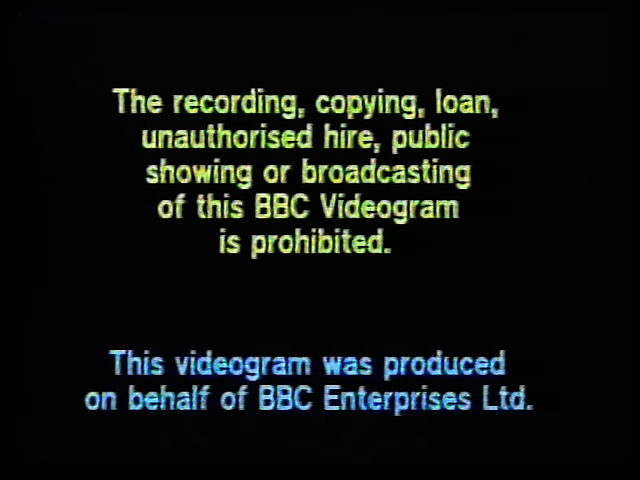 The recording, copying, loan,
unauthorised hire, public
showing or broadcasting
of this BBC Videogram
is prohibited.
This videogram was produced
on behalf of BBC Enterprises Ltd.